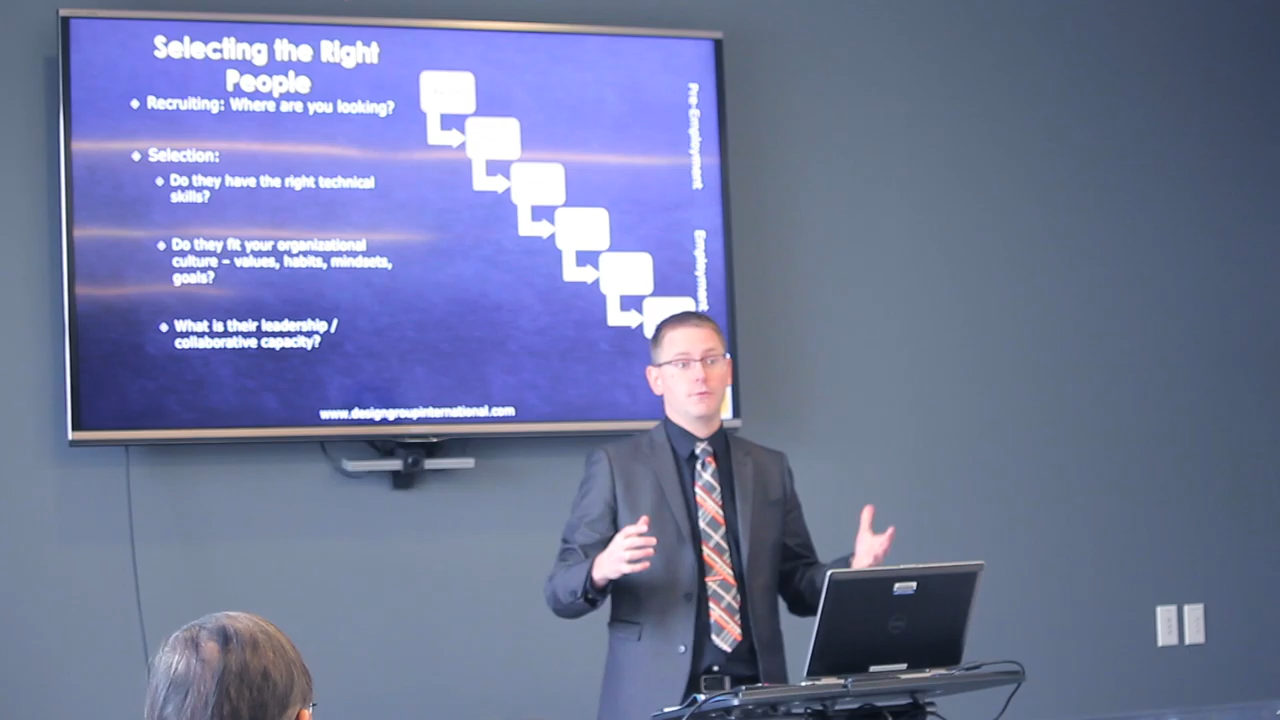 Selecting the Right
People
❖ Recruiting: Where are you looking?
❖ Selection:
❖ Do they have the right technical
skills?
❖ Do they fit your organizational
culture – values, habits, mindsets,
goals?
❖ What is their leadership /
collaborative capacity?
Pre-Employment
Employment
www.designgroupinternational.com